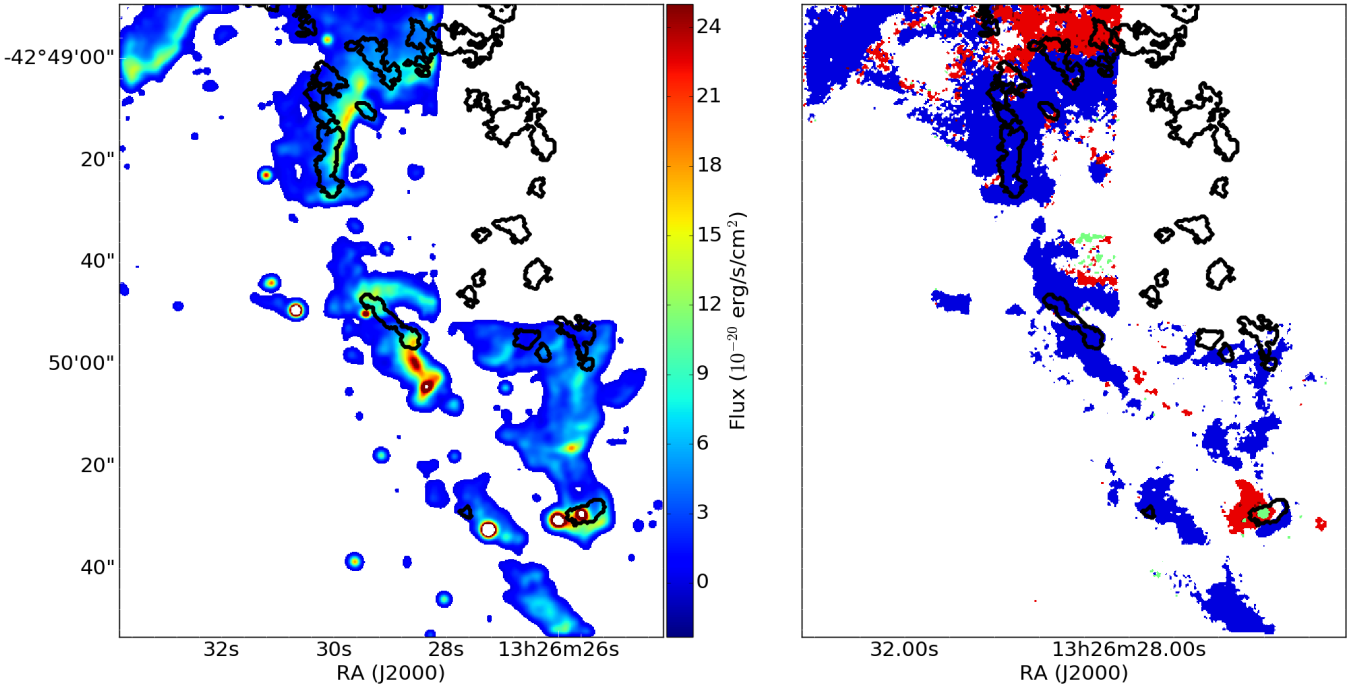 -42°49'00"
20"
40"
50'00"
20"
40"
32s
30s
28s
13h26m26s
RA (J2000)
24
21
18
15
12
9
6
3
0
Flux (10⁻²⁰ erg/s/cm²)
32.00s
13h26m28.00s
RA (J2000)